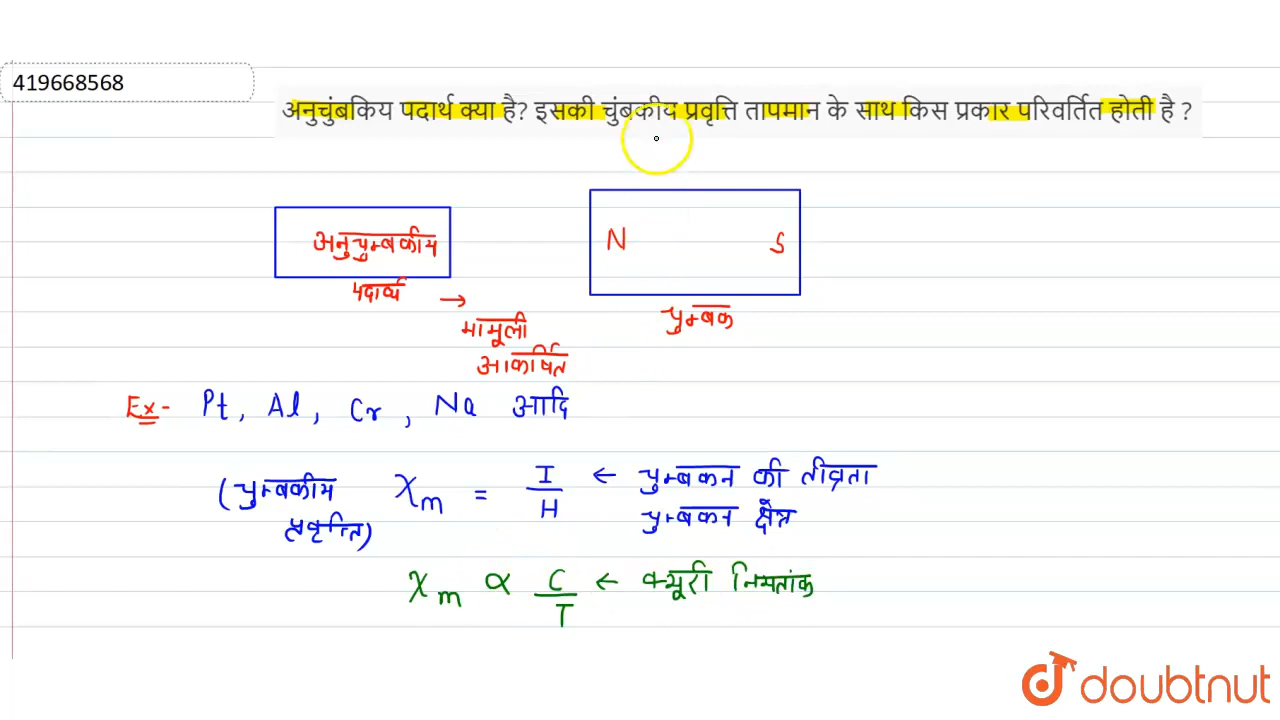 419668568
अनुचुंबकिय पदार्थ क्या है? इसकी चुंबकीय प्रवृत्ति तापमान के साथ किस प्रकार परिवर्तित होती है ?
अनुचुम्बकीय
पदार्थ
→
मामूली
आकर्षित
N S
चुम्बक
Ex- Pt, Al, Cr, Na आदि
(चुम्बकीय प्रवृत्ति) χm = I/H ← चुम्बकन की तीव्रता
चुम्बकन क्षेत्र
χm ∝ C/T ← क्यूरी नियतांक
doubtnut